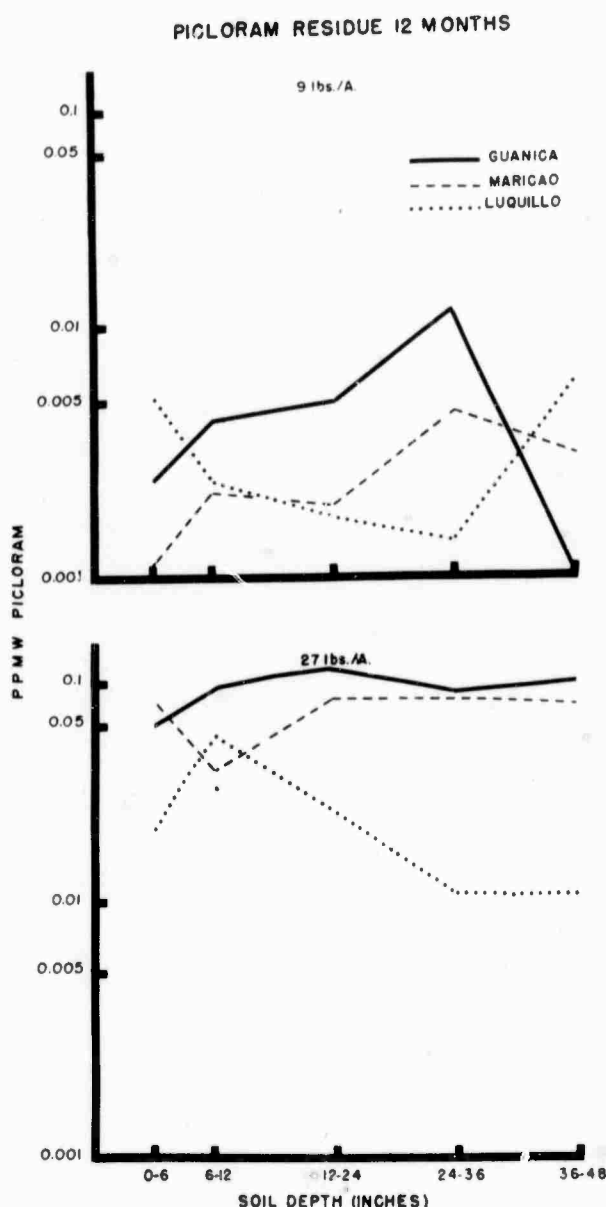 PICLORAM RESIDUE 12 MONTHS
9 lbs./A.
0.1
0.05
0.01
0.005
0.001
GUANICA
MARICAO
LUQUILLO
PPMW PICLORAM
27 lbs./A.
0.1
0.05
0.01
0.005
0.001
0-6 6-12 12-24 24-36 36-48
SOIL DEPTH (INCHES)